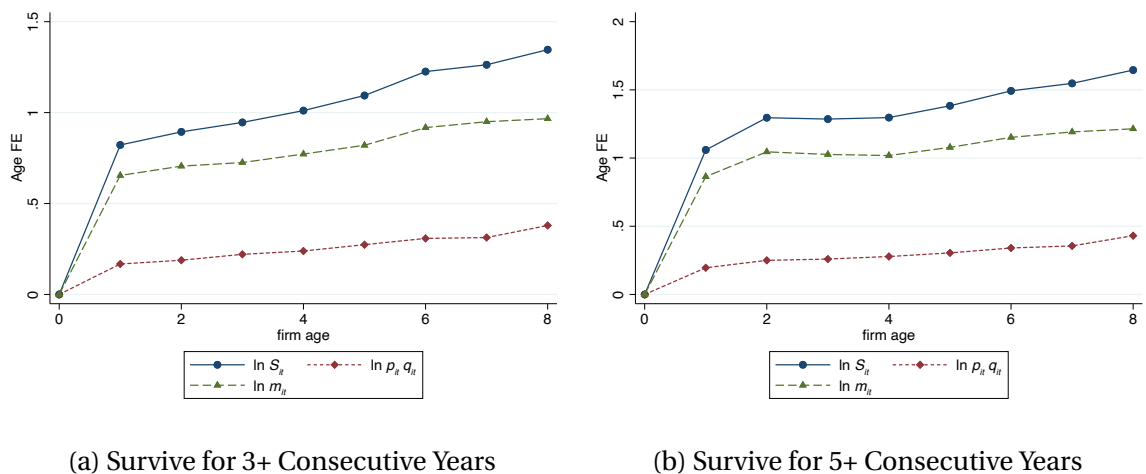 1.5
1
.5
0
Age FE
0 2 4 6 8
firm age
ln S_it ln p_it q_it
ln m_it
(a) Survive for 3+ Consecutive Years
2
1.5
1
.5
0
Age FE
0 2 4 6 8
firm age
ln S_it ln p_it q_it
ln m_it
(b) Survive for 5+ Consecutive Years